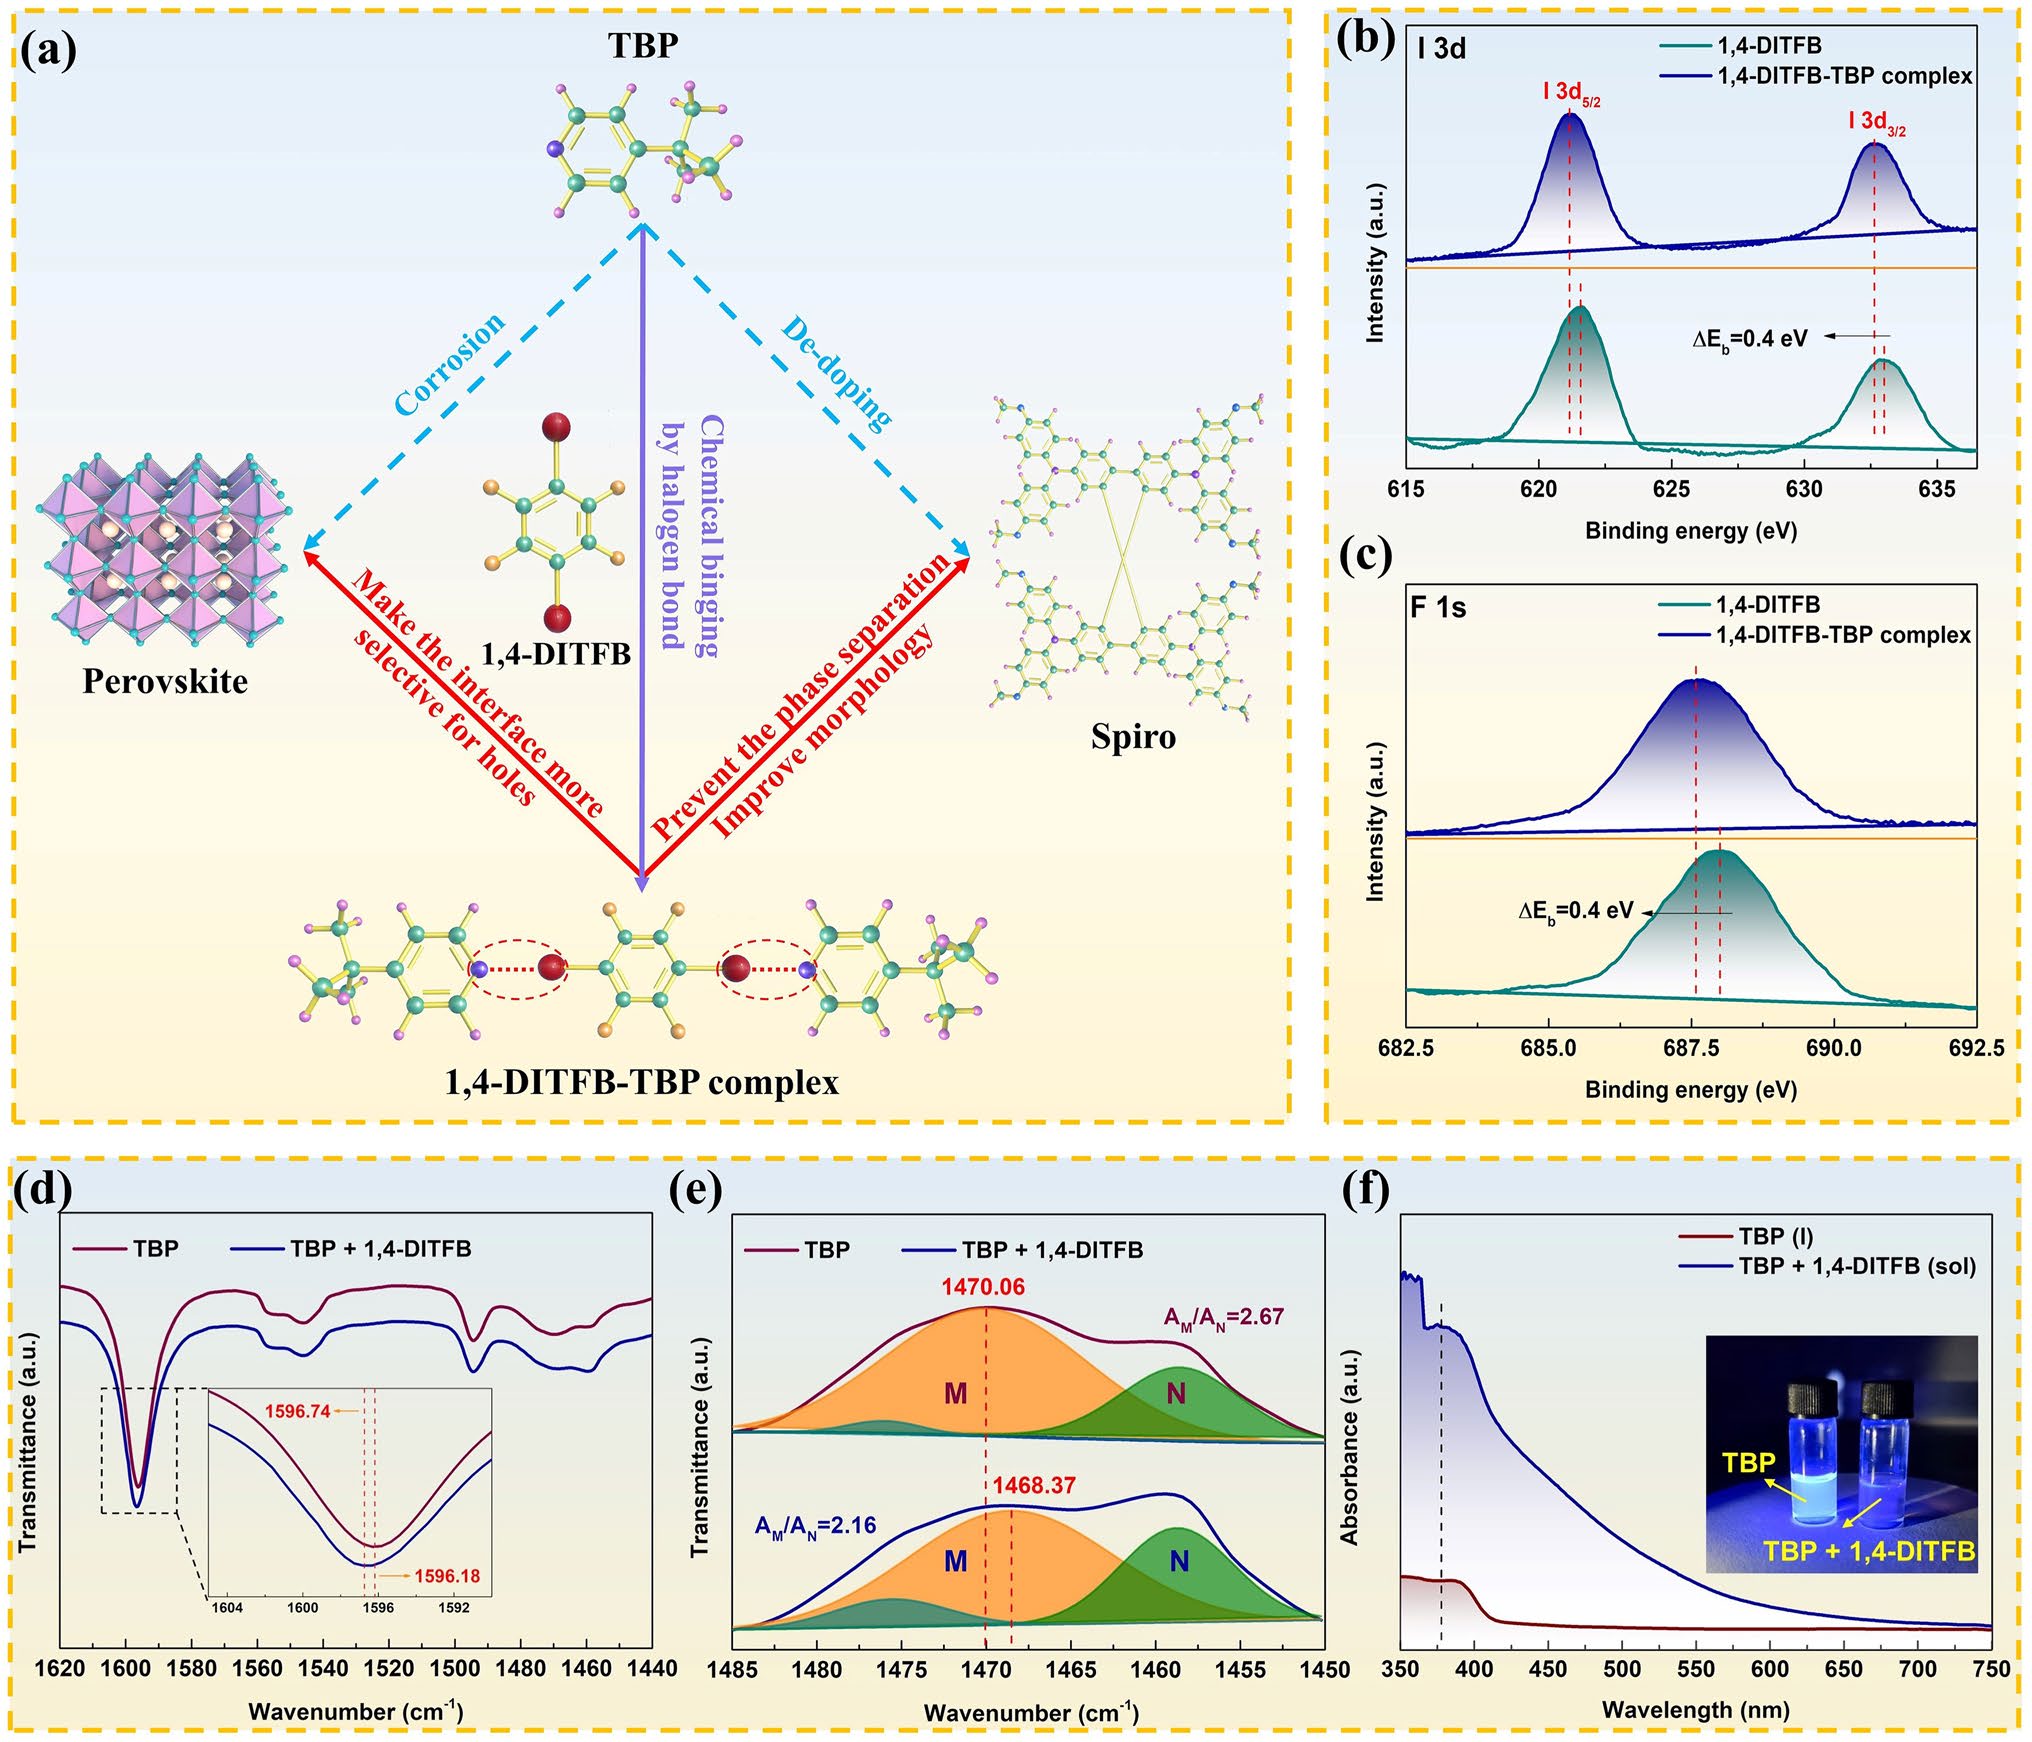 (a)
TBP
Corrosion
De-doping
Chemical binging
by halogen bond
Perovskite
1,4-DITFB
Spiro
Make the interface more
selective for holes
Prevent the phase separation
Improve morphology
1,4-DITFB-TBP complex
(b)
I 3d
1,4-DITFB
1,4-DITFB-TBP complex
I 3d5/2
I 3d3/2
ΔEb=0.4 eV
Intensity (a.u.)
615 620 625 630 635
Binding energy (eV)
(c)
F 1s
1,4-DITFB
1,4-DITFB-TBP complex
ΔEb=0.4 eV
Intensity (a.u.)
Intensity (a.u.)
682.5 685.0 687.5 690.0 692.5
Binding energy (eV)
(d)
TBP
TBP + 1,4-DITFB
1596.74
1596.18
1604 1600 1596 1592
Transmittance (a.u.)
1620 1600 1580 1560 1540 1520 1500 1480 1460 1440
Wavenumber (cm-1)
(e)
TBP
TBP + 1,4-DITFB
1470.06
AM/AN=2.67
M
N
1468.37
AM/AN=2.16
M
N
Transmittance (a.u.)
1485 1480 1475 1470 1465 1460 1455 1450
Wavenumber (cm-1)
(f)
TBP (l)
TBP + 1,4-DITFB (sol)
TBP
TBP + 1,4-DITFB
Absorbance (a.u.)
350 400 450 500 550 600 650 700 750
Wavelength (nm)